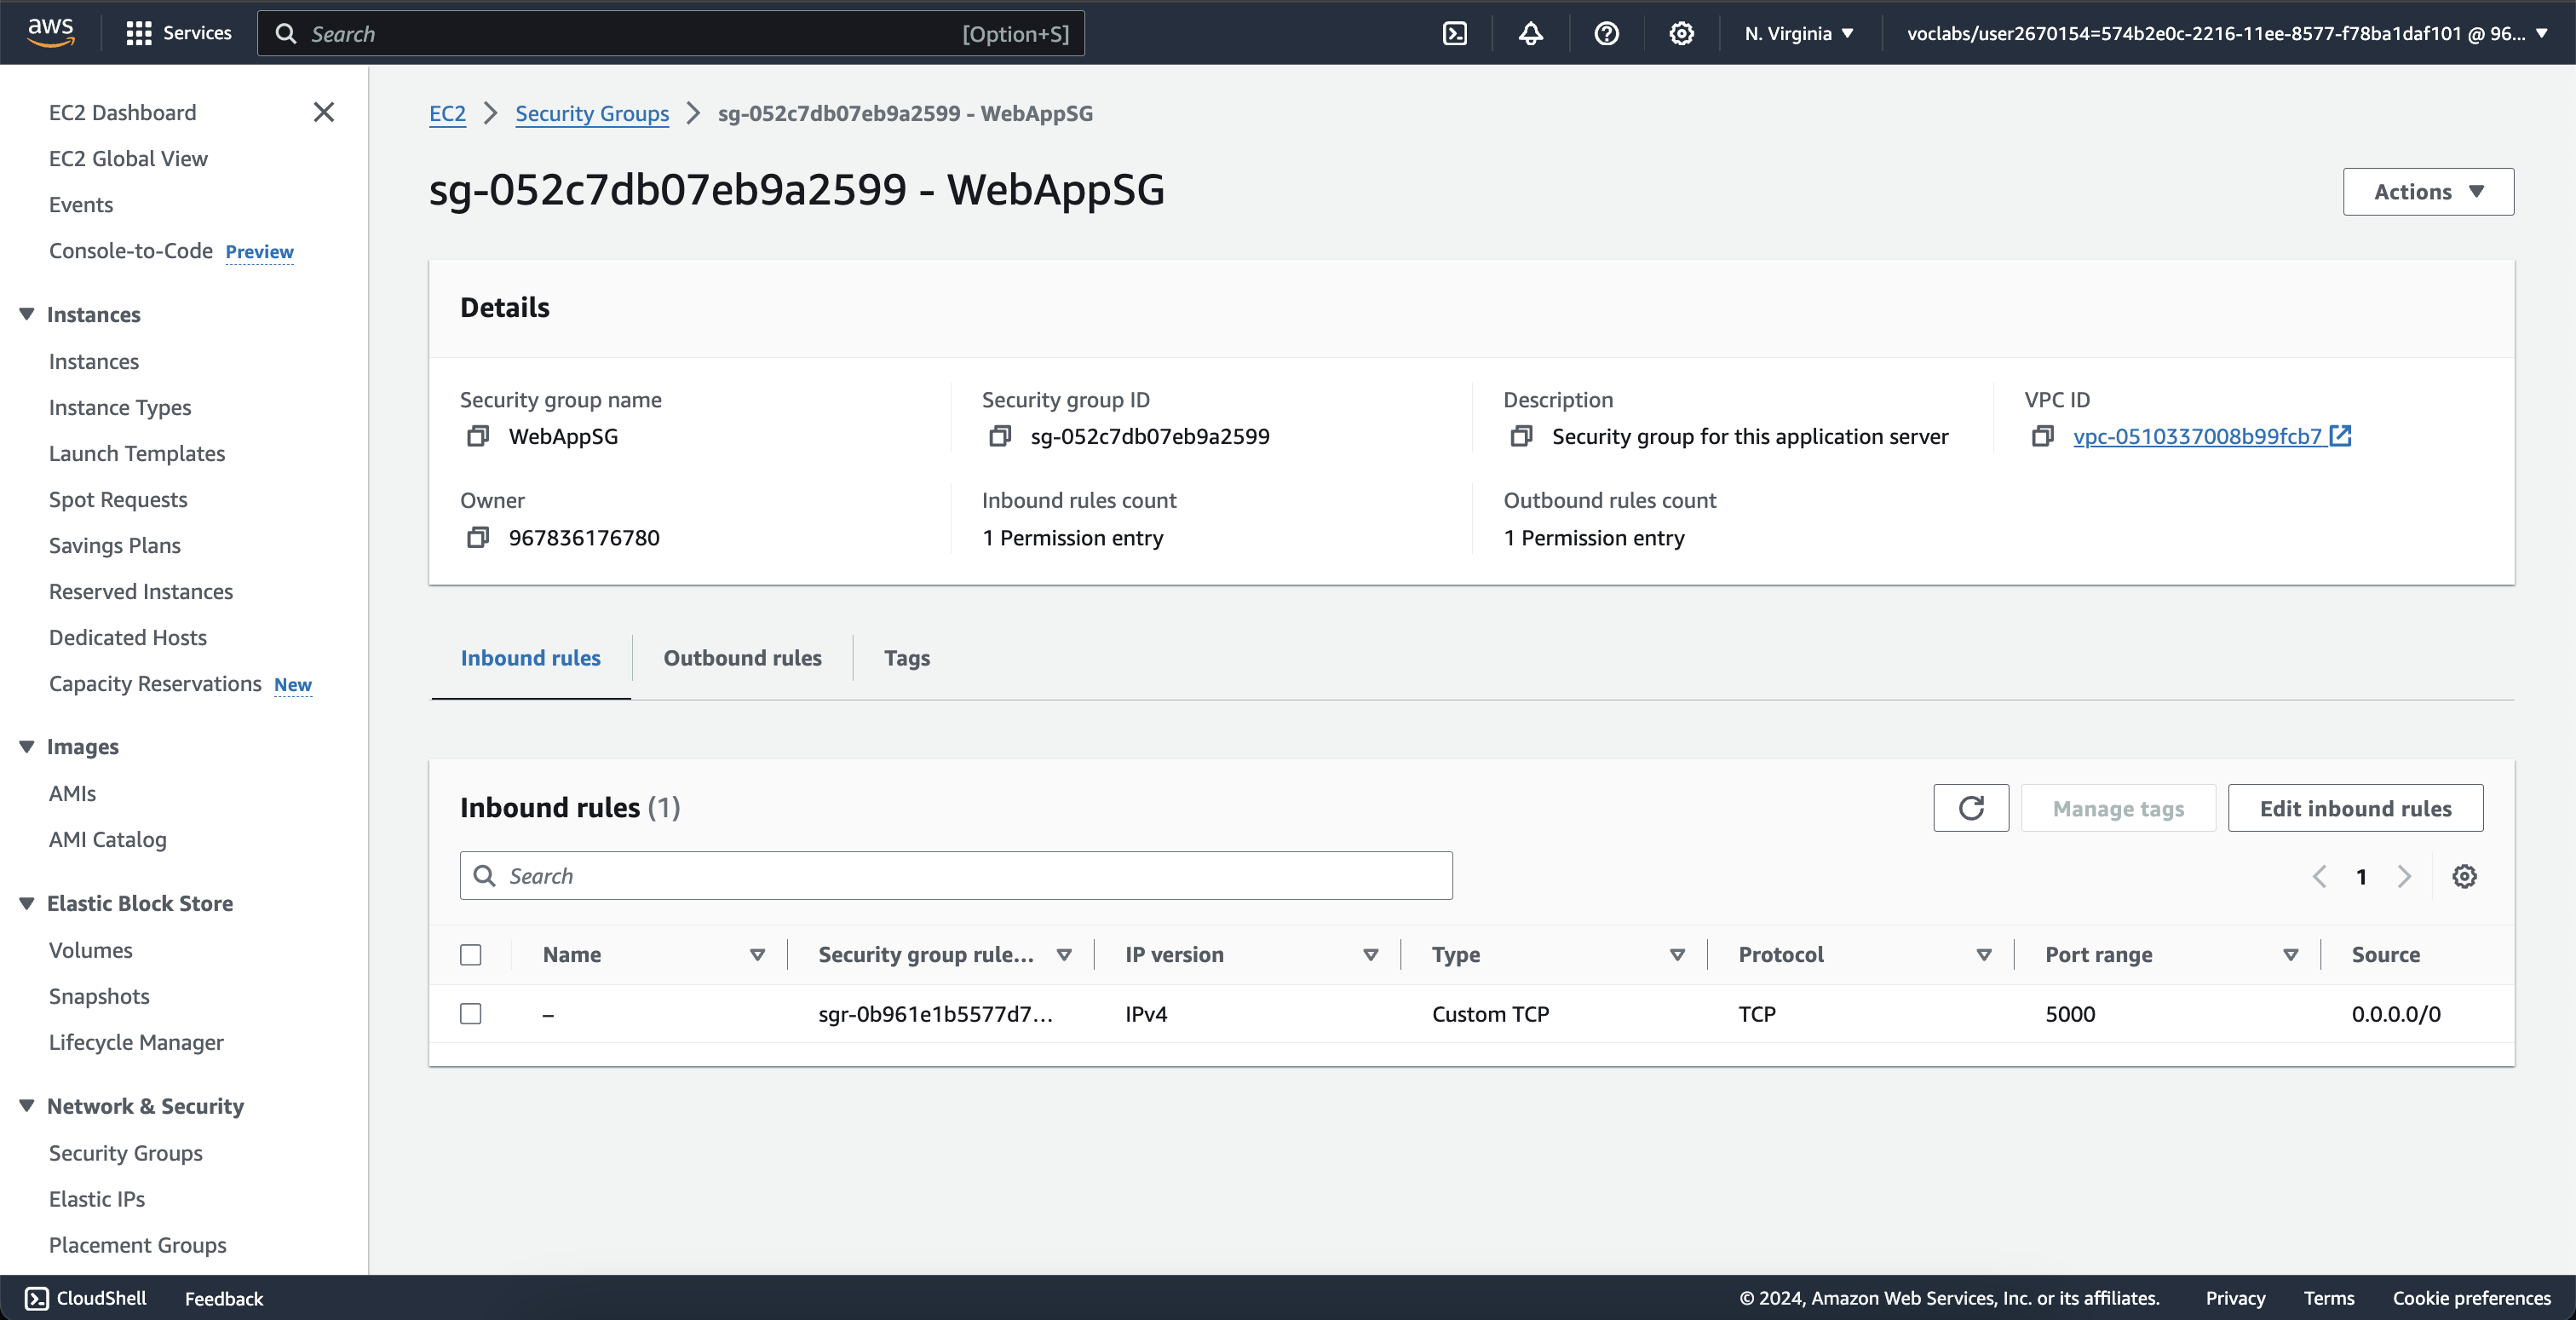 aws
Services
Search
[Option+S]
N. Virginia
voclabs/user2670154=574b2e0c-2216-11ee-8577-f78ba1daf101 @ 96...
EC2 Dashboard
EC2 Global View
Events
Console-to-Code Preview
Instances
Instances
Instance Types
Launch Templates
Spot Requests
Savings Plans
Reserved Instances
Dedicated Hosts
Capacity Reservations New
Images
AMIs
AMI Catalog
Elastic Block Store
Volumes
Snapshots
Lifecycle Manager
Network & Security
Security Groups
Elastic IPs
Placement Groups
EC2 > Security Groups > sg-052c7db07eb9a2599 - WebAppSG
sg-052c7db07eb9a2599 - WebAppSG
Actions
Details
Security group name
WebAppSG
Security group ID
sg-052c7db07eb9a2599
Description
Security group for this application server
VPC ID
vpc-0510337008b99fcb7
Owner
967836176780
Inbound rules count
1 Permission entry
Outbound rules count
1 Permission entry
Inbound rules
Outbound rules
Tags
Inbound rules (1)
Manage tags
Edit inbound rules
Search
1
Name Security group rule... IP version Type Protocol Port range Source
– sgr-0b961e1b5577d7... IPv4 Custom TCP TCP 5000 0.0.0.0/0
CloudShell
Feedback
© 2024, Amazon Web Services, Inc. or its affiliates.
Privacy
Terms
Cookie preferences